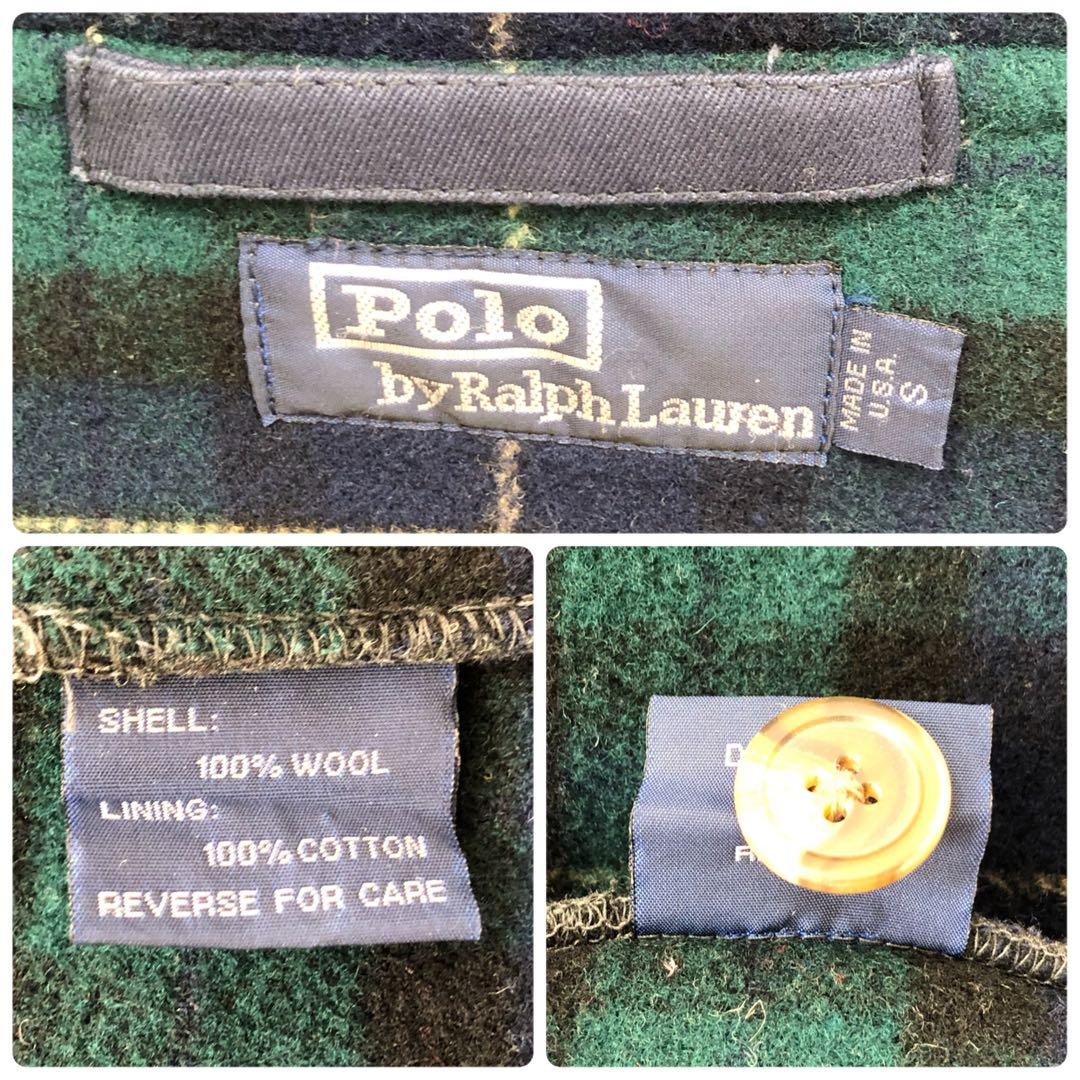 Polo
by Ralph Lauren
MADE IN
U.S.A.
S
SHELL:
100% WOOL
LINING:
100% COTTON
REVERSE FOR CARE